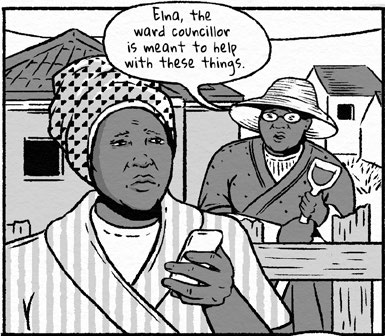 Elna, the
ward councillor
is meant to help
with these things.